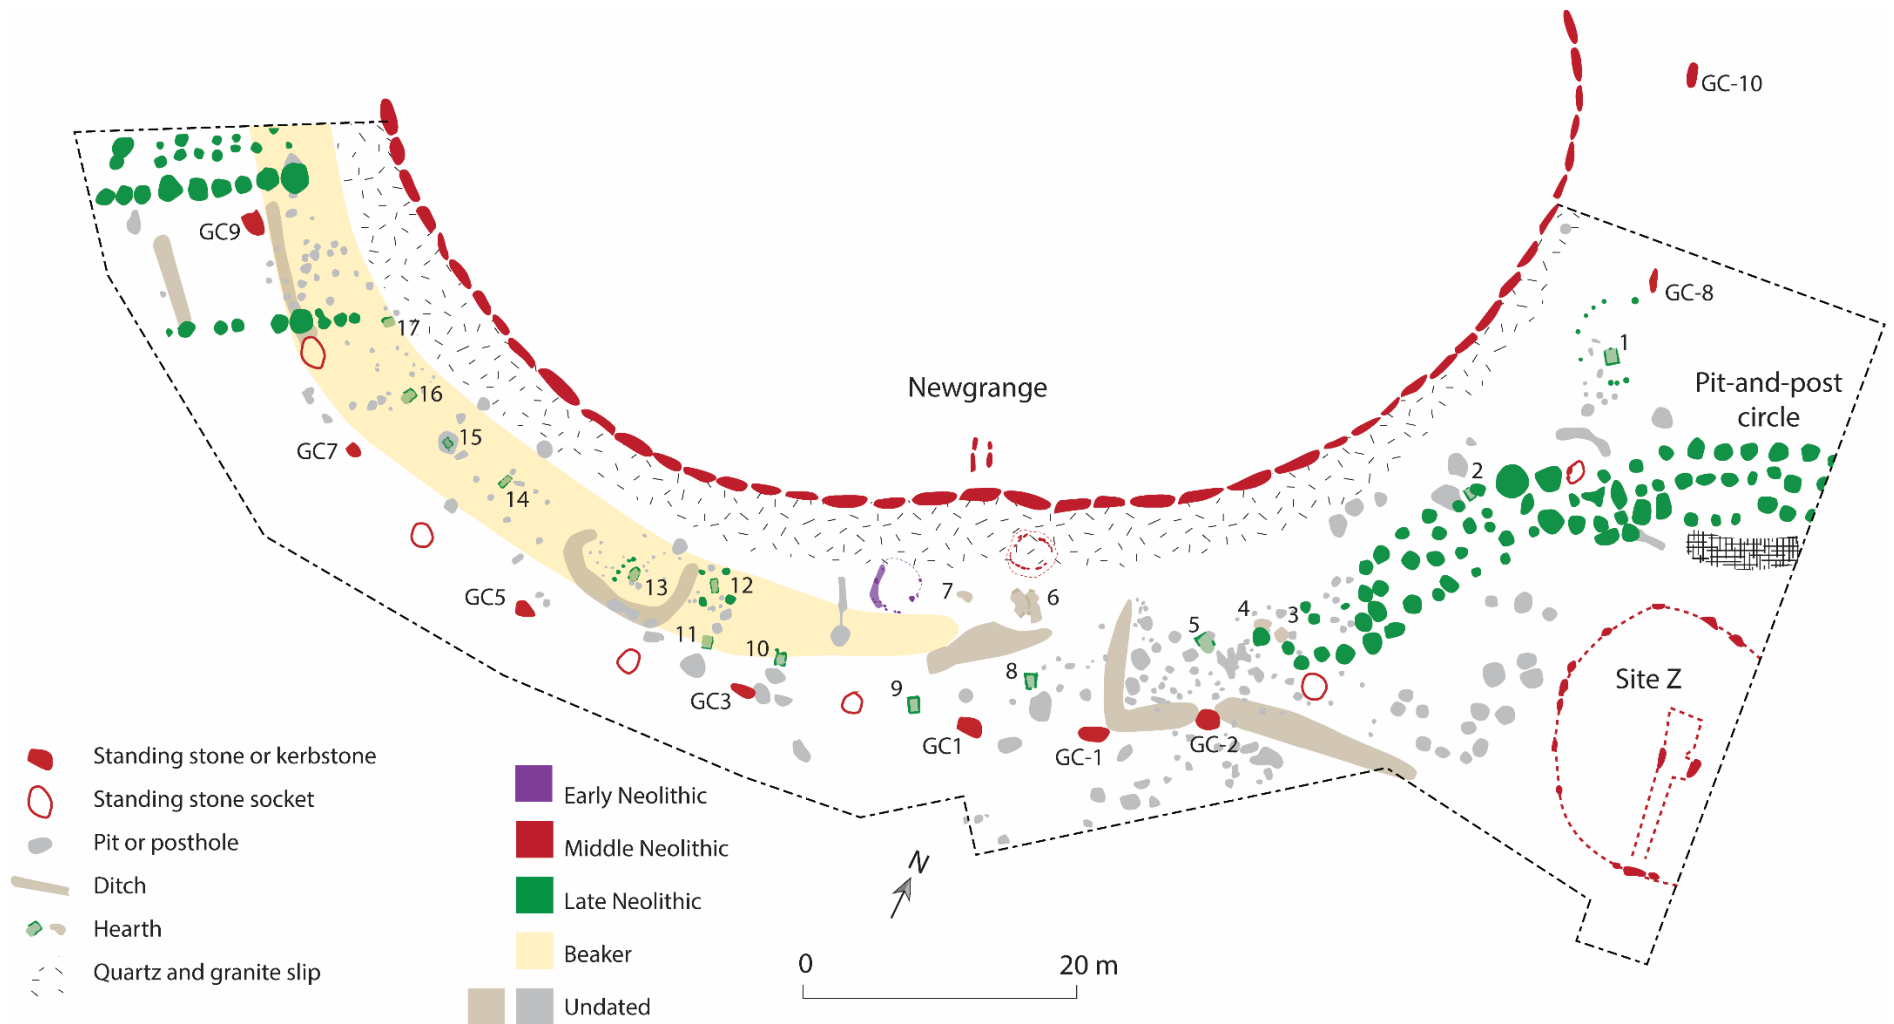 GC-10
GC9
GC-8
17
1
Newgrange
Pit-and-post
circle
16
15
GC7
14
2
13
12
7
6
GC5
4
3
5
11
10
8
Site Z
9
GC3
GC1
GC-1
GC-2
Standing stone or kerbstone
Standing stone socket
Pit or posthole
Ditch
Hearth
Quartz and granite slip
Early Neolithic
Middle Neolithic
Late Neolithic
Beaker
Undated
N
0
20 m